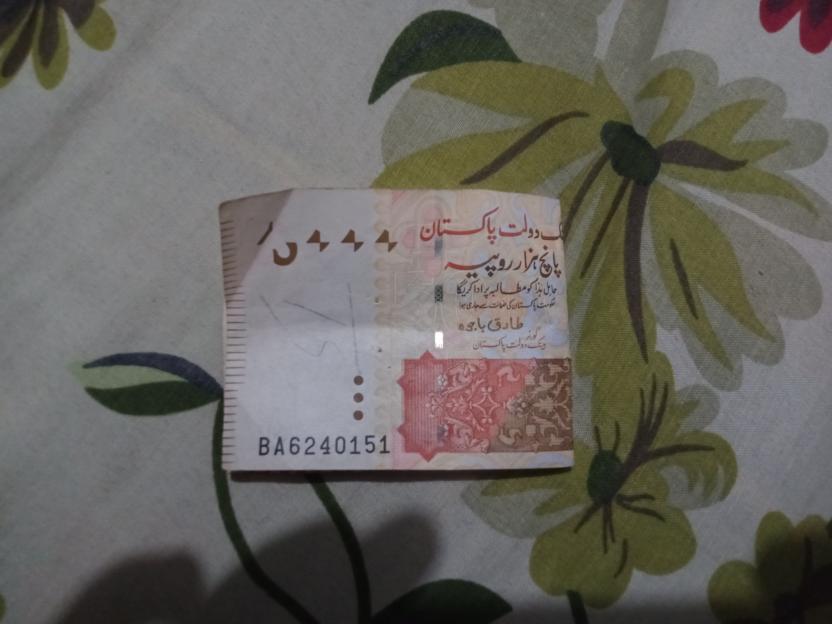 بینک دولت پاکستان
پانچ ہزار روپیہ
حامل ہذا کو مطالبہ پر ادا کریگا
حکومت پاکستان کی ضمانت سے جاری ہوا
طارق باجوہ
گورنر
بینک دولت پاکستان
BA6240151